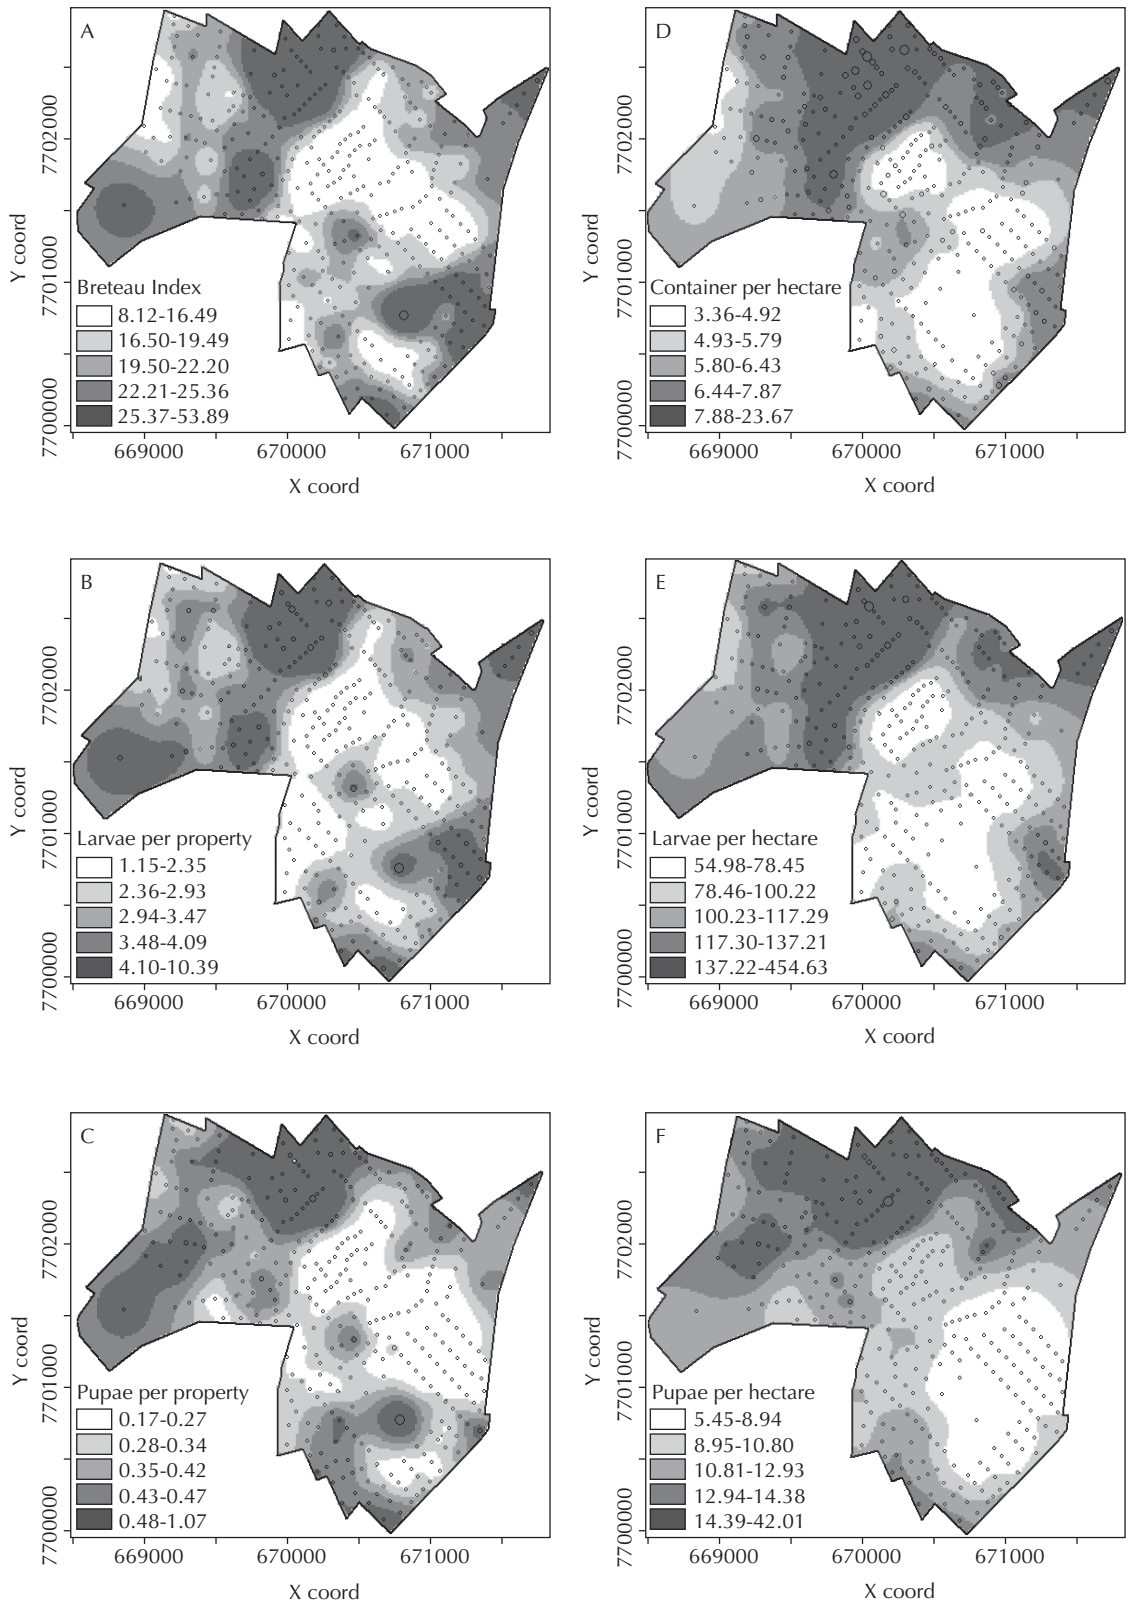 A
Y coord
7702000
7701000
7700000
Breteau Index
8.12-16.49
16.50-19.49
19.50-22.20
22.21-25.36
25.37-53.89
669000 670000 671000
X coord
D
Y coord
7702000
7701000
7700000
Container per hectare
3.36-4.92
4.93-5.79
5.80-6.43
6.44-7.87
7.88-23.67
669000 670000 671000
X coord
B
Y coord
7702000
7701000
7700000
Larvae per property
1.15-2.35
2.36-2.93
2.94-3.47
3.48-4.09
4.10-10.39
669000 670000 671000
X coord
E
Y coord
7702000
7701000
7700000
Larvae per hectare
54.98-78.45
78.46-100.22
100.23-117.29
117.30-137.21
137.22-454.63
669000 670000 671000
X coord
C
Y coord
7702000
7701000
7700000
Pupae per property
0.17-0.27
0.28-0.34
0.35-0.42
0.43-0.47
0.48-1.07
669000 670000 671000
X coord
F
Y coord
7702000
7701000
7700000
Pupae per hectare
5.45-8.94
8.95-10.80
10.81-12.93
12.94-14.38
14.39-42.01
669000 670000 671000
X coord